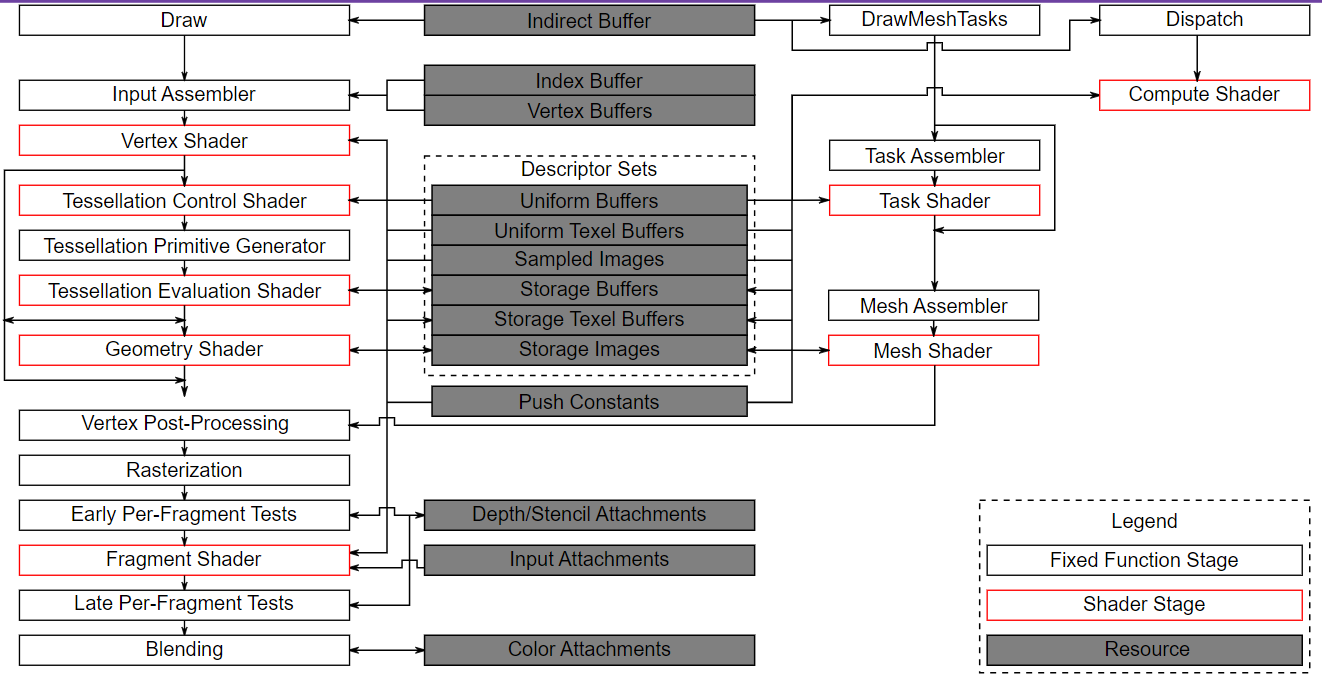 Draw
Indirect Buffer
DrawMeshTasks
Dispatch
Input Assembler
Index Buffer
Vertex Buffers
Compute Shader
Vertex Shader
Descriptor Sets
Task Assembler
Tessellation Control Shader
Uniform Buffers
Task Shader
Tessellation Primitive Generator
Uniform Texel Buffers
Sampled Images
Tessellation Evaluation Shader
Storage Buffers
Mesh Assembler
Storage Texel Buffers
Geometry Shader
Storage Images
Mesh Shader
Push Constants
Vertex Post-Processing
Rasterization
Early Per-Fragment Tests
Depth/Stencil Attachments
Fragment Shader
Input Attachments
Late Per-Fragment Tests
Blending
Color Attachments
Legend
Fixed Function Stage
Shader Stage
Resource